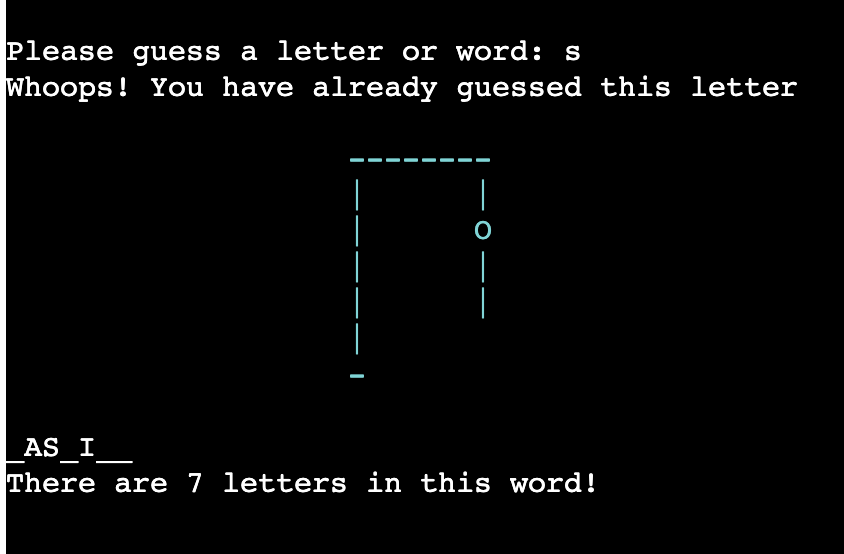 Please guess a letter or word: s
Whoops! You have already guessed this letter
--------
|      |
|      O
|      |
|      |
|
-
_AS_I__
There are 7 letters in this word!